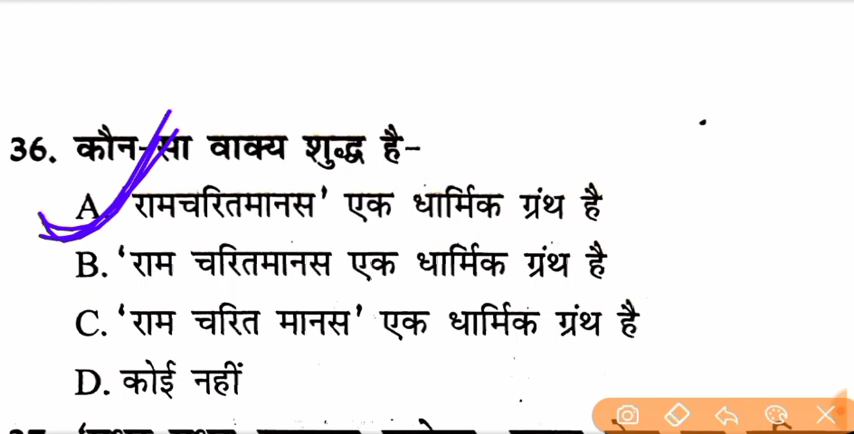 36. कौन-सा वाक्य शुद्ध है-
A. 'रामचरितमानस' एक धार्मिक ग्रंथ है
B. 'राम चरितमानस एक धार्मिक ग्रंथ है
C. 'राम चरित मानस' एक धार्मिक ग्रंथ है
D. कोई नहीं